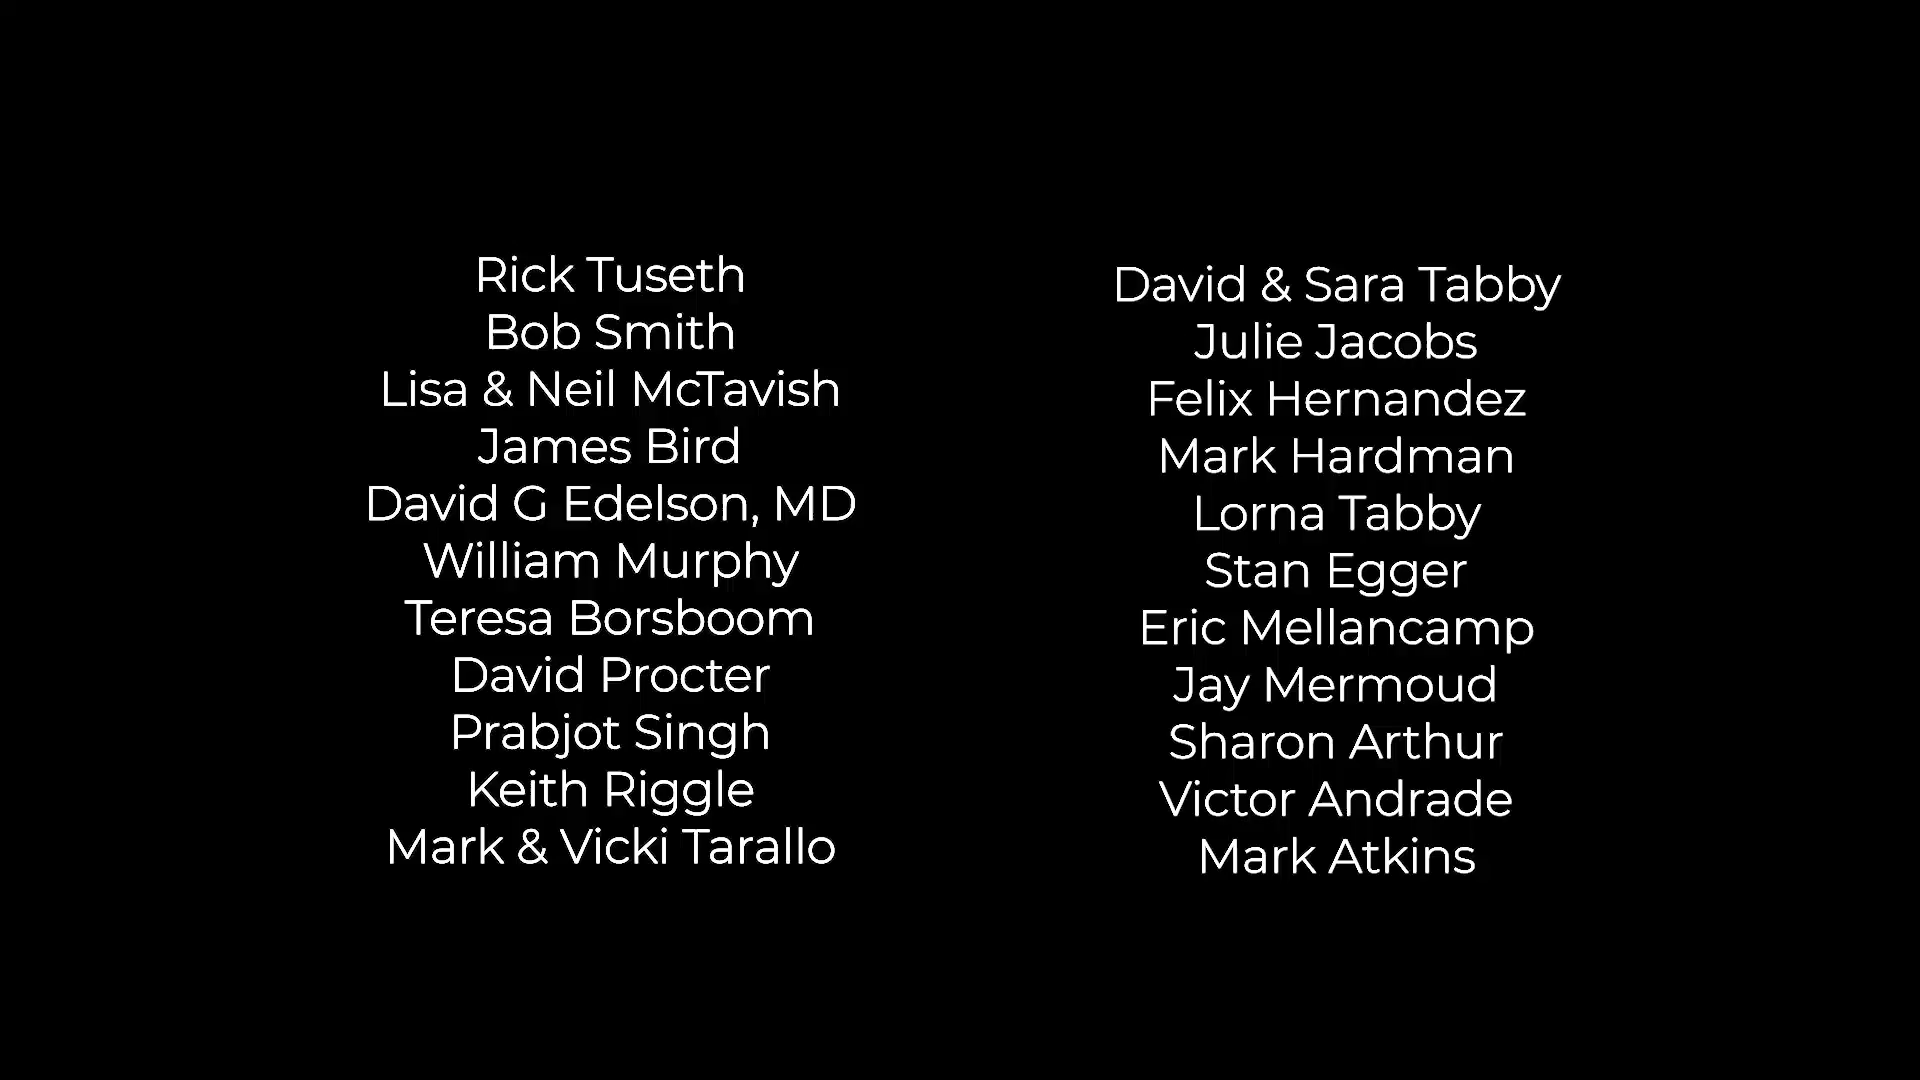 Rick Tuseth
Bob Smith
Lisa & Neil McTavish
James Bird
David G Edelson, MD
William Murphy
Teresa Borsboom
David Procter
Prabjot Singh
Keith Riggle
Mark & Vicki Tarallo
David & Sara Tabby
Julie Jacobs
Felix Hernandez
Mark Hardman
Lorna Tabby
Stan Egger
Eric Mellancamp
Jay Mermoud
Sharon Arthur
Victor Andrade
Mark Atkins